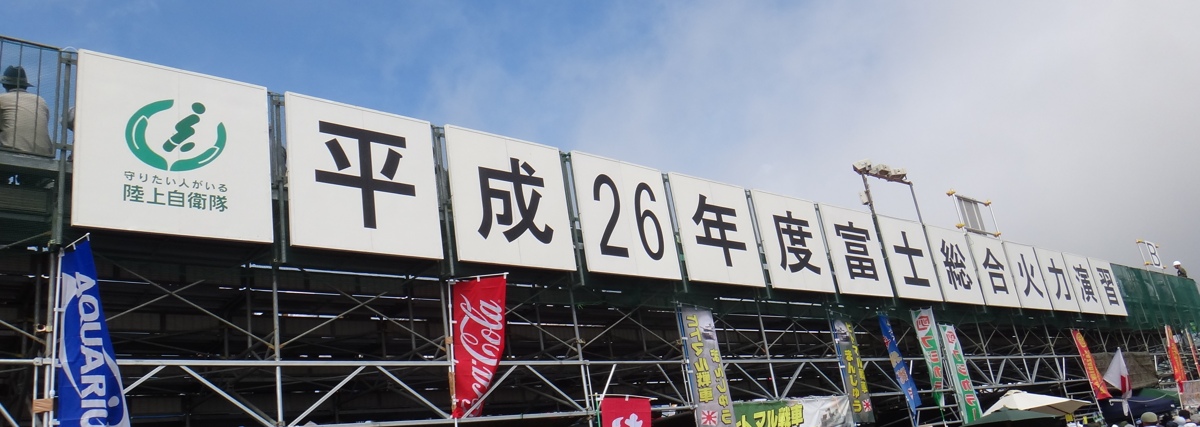 守りたい人がいる
陸上自衛隊
平成26年度富士総合火力演習
B
AQUARIU
Coca-Cola